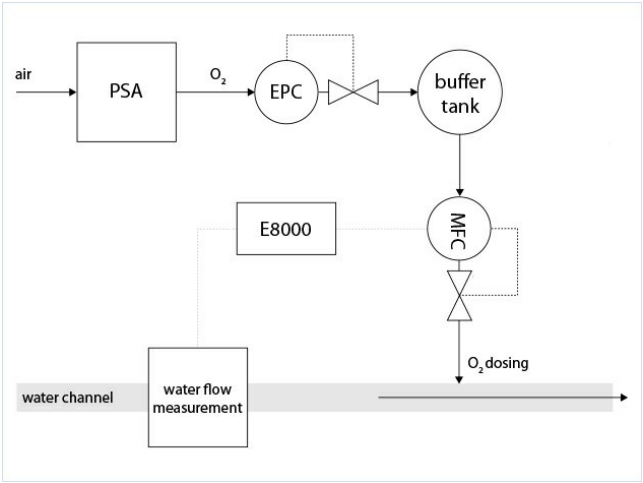 air
PSA
O₂
EPC
buffer
tank
E8000
MFC
O₂ dosing
water channel
water flow
measurement